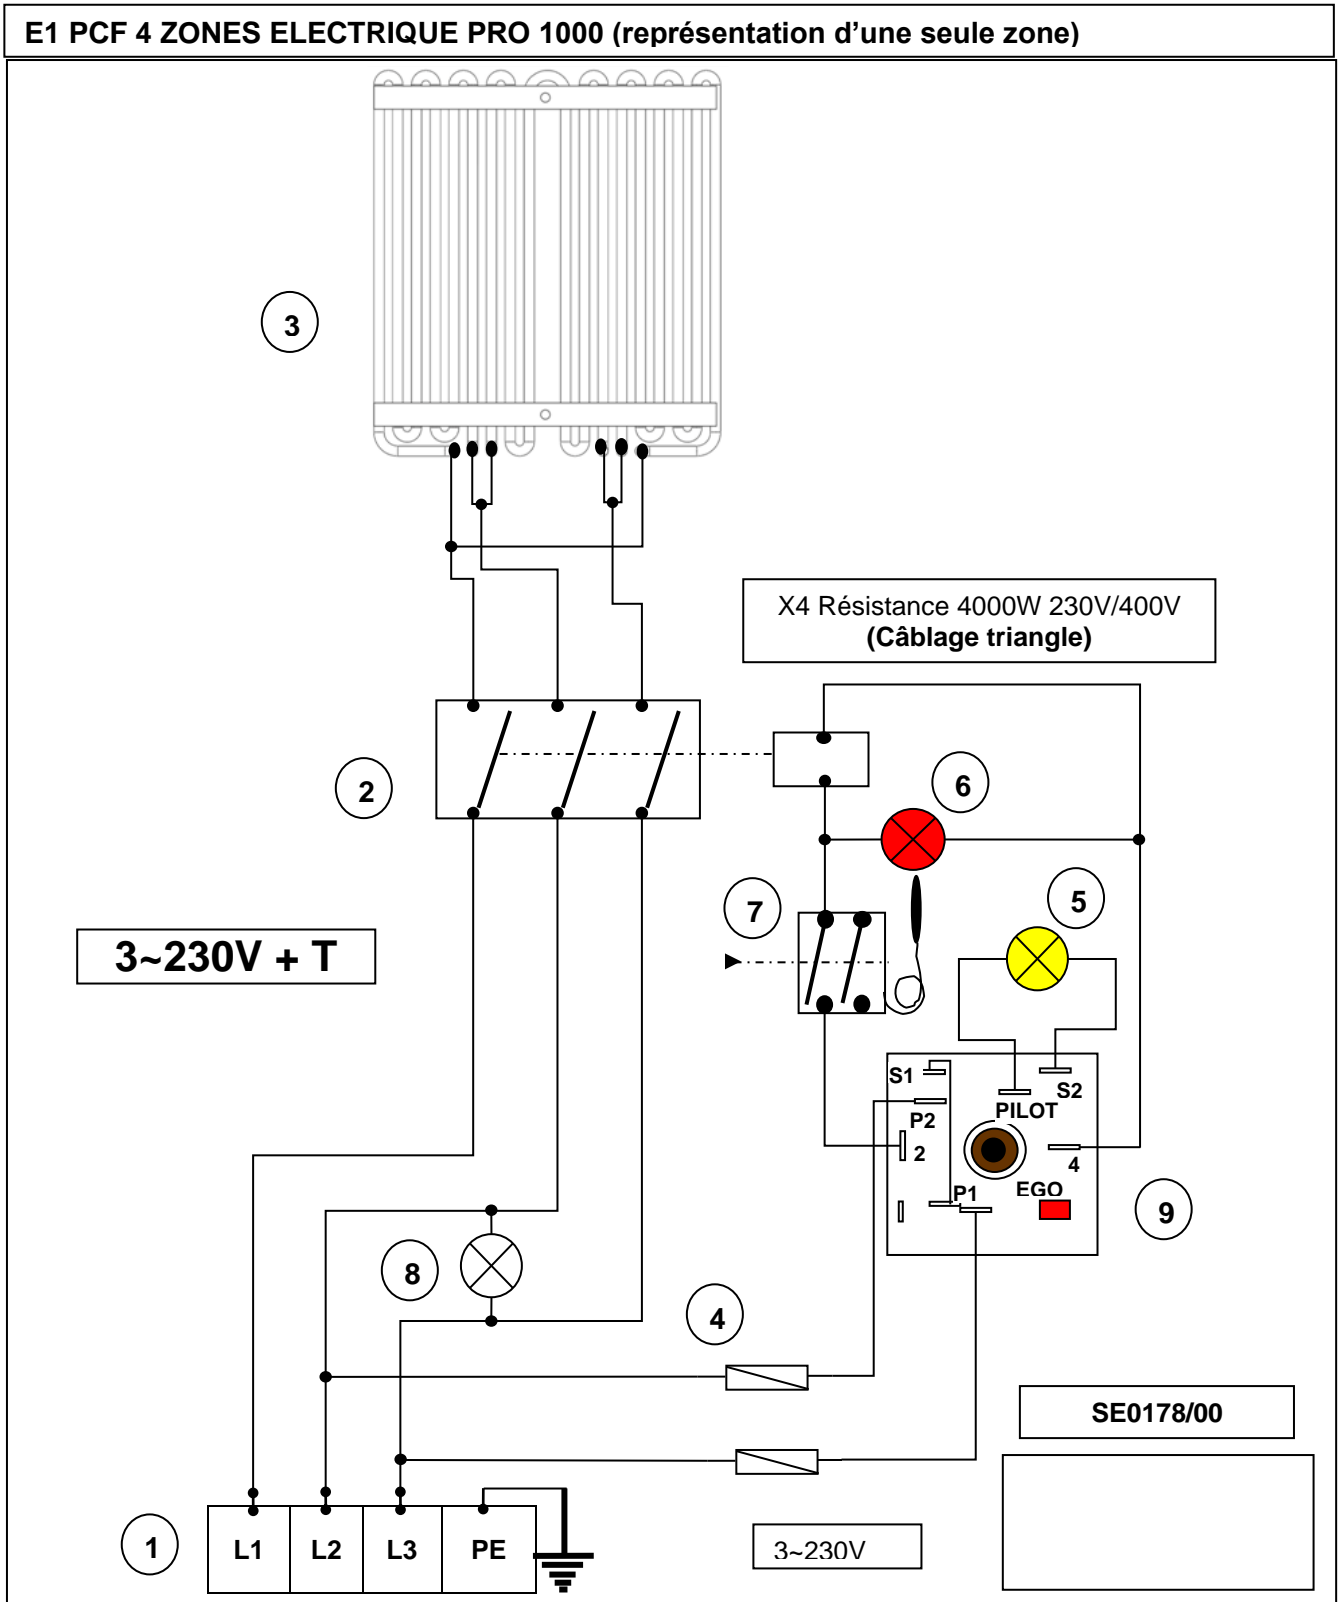 E1 PCF 4 ZONES ELECTRIQUE PRO 1000 (représentation d'une seule zone)
3
X4 Résistance 4000W 230V/400V
(Câblage triangle)
2
6
7
5
3~230V + T
S1
S2
PILOT
P2
2
4
P1
EGO
9
8
4
SE0178/00
1
L1
L2
L3
PE
3~230V